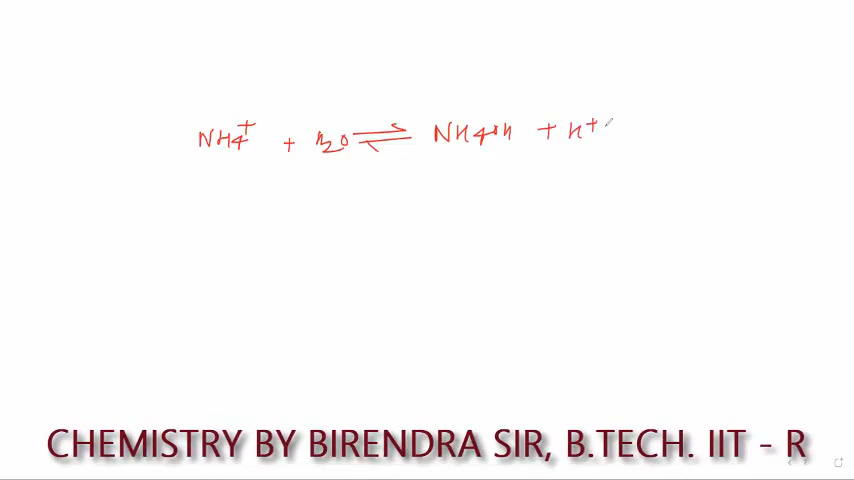 NH4+ + H2O ⇌ NH4OH + H+
CHEMISTRY BY BIRENDRA SIR, B.TECH. IIT - R